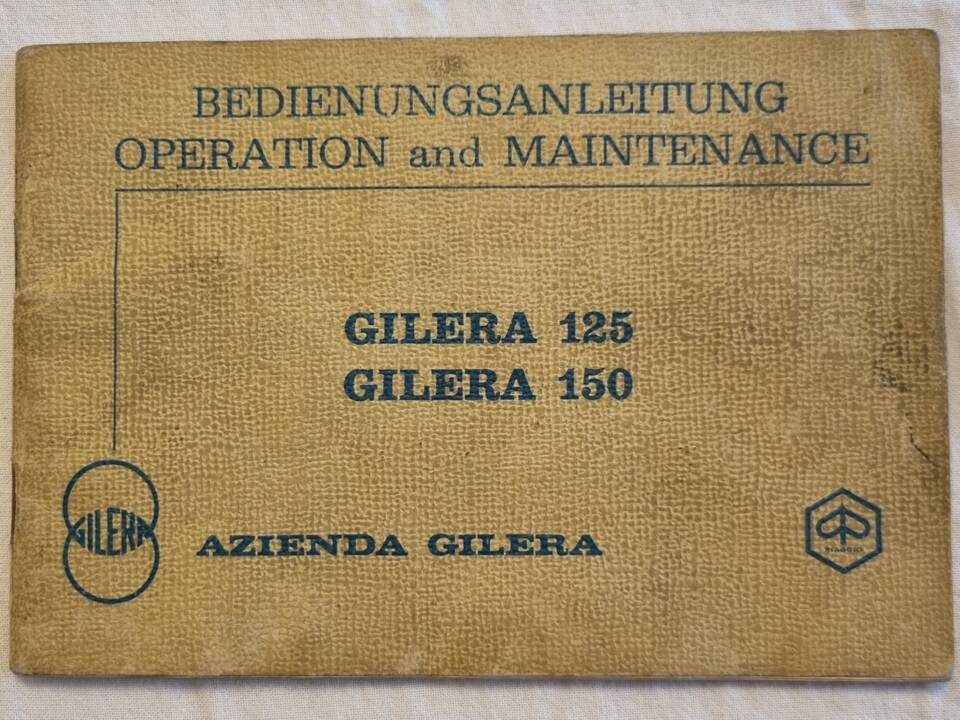 BEDIENUNGSANLEITUNG
OPERATION and MAINTENANCE
GILERA 125
GILERA 150
GILERA
AZIENDA GILERA
PIAGGIO